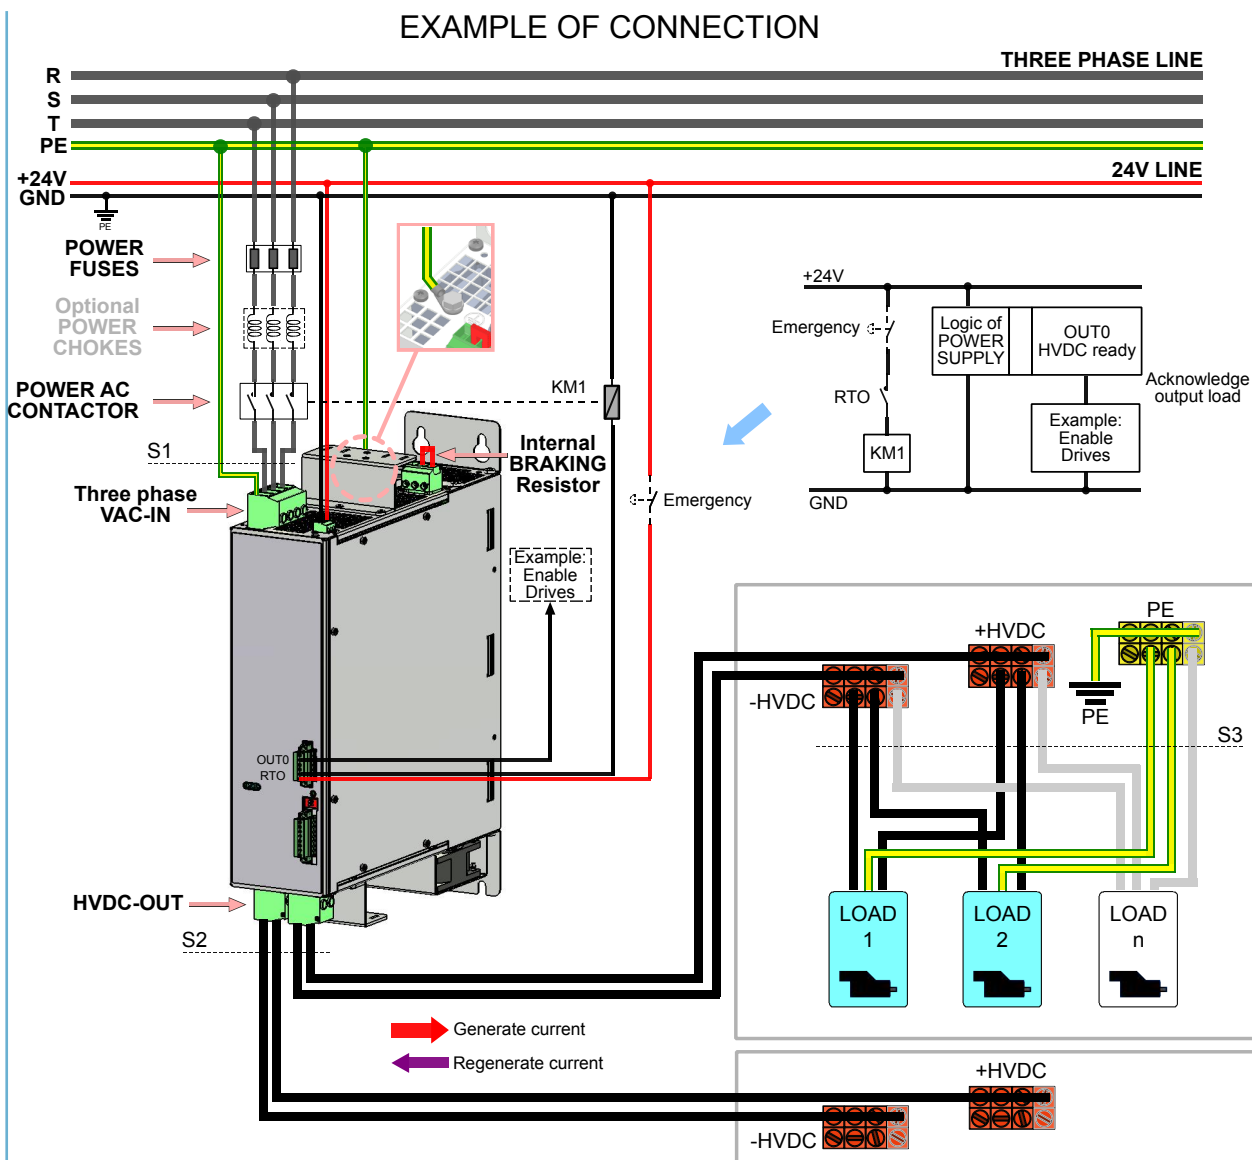 EXAMPLE OF CONNECTION
THREE PHASE LINE
R
S
T
PE
+24V
24V LINE
GND
PE
POWER
FUSES
Optional
POWER
CHOKES
POWER AC
CONTACTOR
KM1
S1
Three phase
VAC-IN
Internal
BRAKING
Resistor
Emergency
Example:
Enable
Drives
+24V
Emergency
Logic of
POWER
SUPPLY
OUT0
HVDC ready
RTO
Acknowledge
output load
KM1
Example:
Enable
Drives
GND
PE
+HVDC
-HVDC
PE
S3
OUT0
RTO
HVDC-OUT
S2
LOAD
1
LOAD
2
LOAD
n
Generate current
Regenerate current
+HVDC
-HVDC